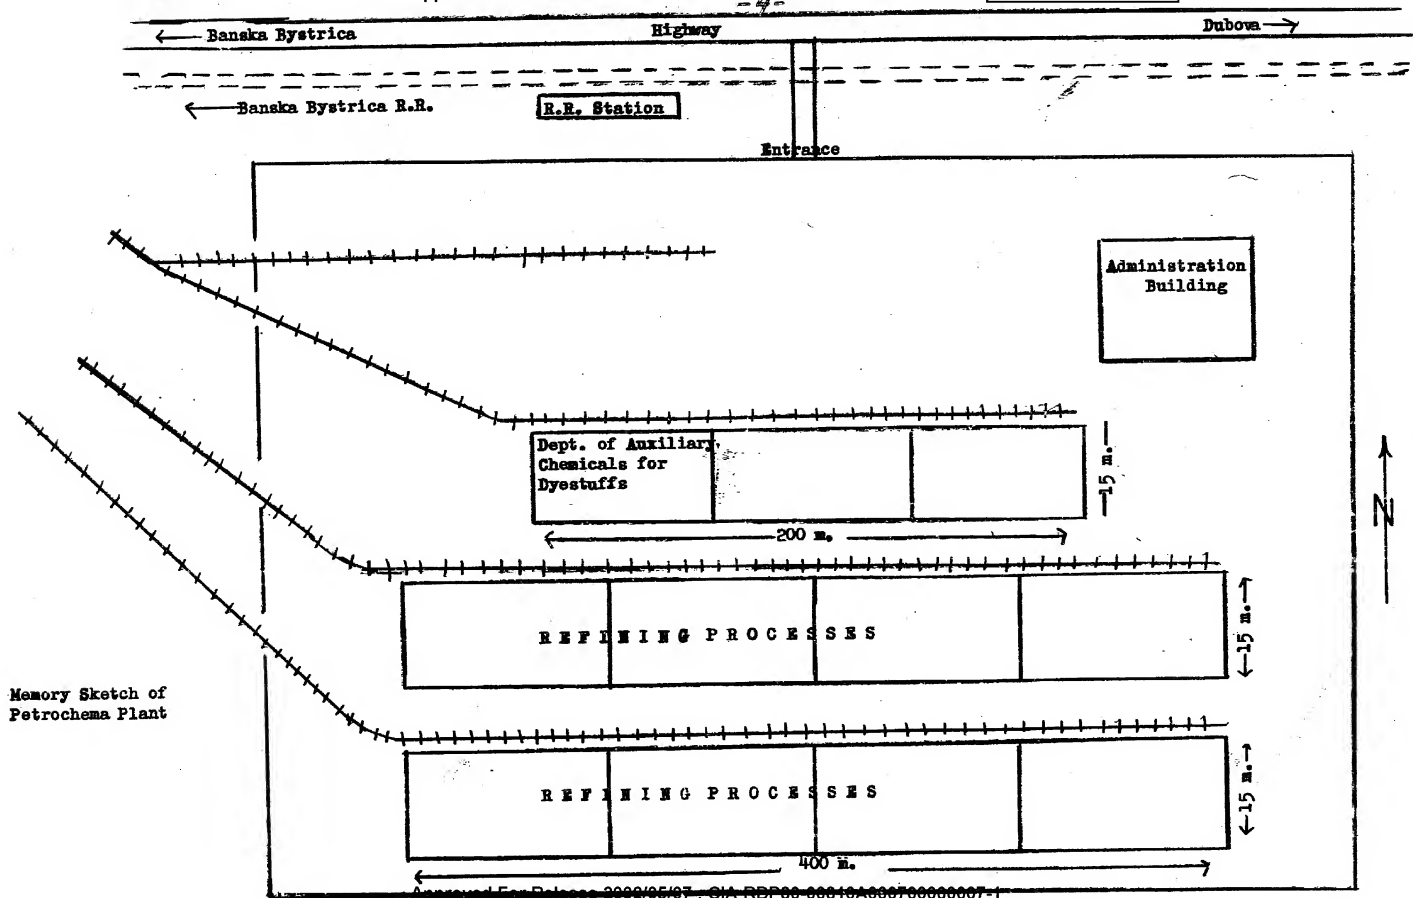 -4-
← Banska Bystrica Highway Dubova →
← Banska Bystrica R.R. R.R. Station
Entrance
Administration
Building
Dept. of Auxiliary
Chemicals for
Dyestuffs
15 m.
200 m.
N
REFINING PROCESSES
15 m.
Memory Sketch of
Petrochema Plant
REFINING PROCESSES
15 m.
400 m.